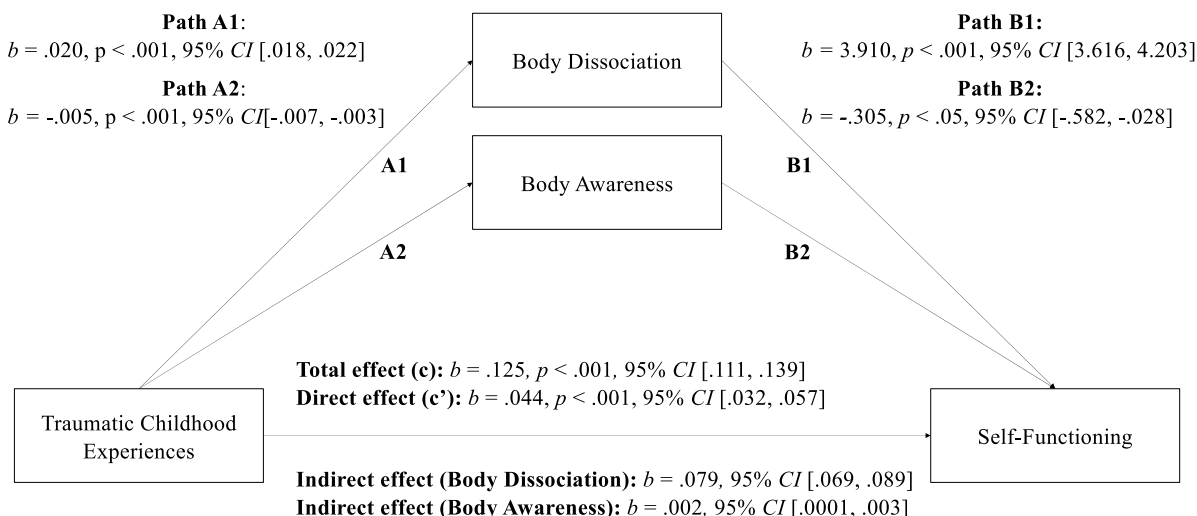 Path A1:
b = .020, p < .001, 95% CI [.018, .022]
Path A2:
b = -.005, p < .001, 95% CI[-.007, -.003]
Path B1:
b = 3.910, p < .001, 95% CI [3.616, 4.203]
Path B2:
b = -.305, p < .05, 95% CI [-.582, -.028]
Body Dissociation
A1
B1
Body Awareness
A2
B2
Total effect (c): b = .125, p < .001, 95% CI [.111, .139]
Direct effect (c’): b = .044, p < .001, 95% CI [.032, .057]
Traumatic Childhood
Experiences
Self-Functioning
Indirect effect (Body Dissociation): b = .079, 95% CI [.069, .089]
Indirect effect (Body Awareness): b = .002, 95% CI [.0001, .003]